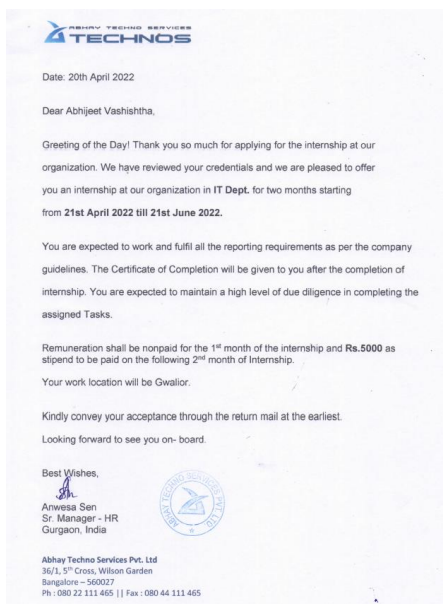 ABHAY TECHNO SERVICES
TECHNOS
Date: 20th April 2022
Dear Abhijeet Vashishtha,
Greeting of the Day! Thank you so much for applying for the internship at our
organization. We have reviewed your credentials and we are pleased to offer
you an internship at our organization in IT Dept. for two months starting
from 21st April 2022 till 21st June 2022.
You are expected to work and fulfil all the reporting requirements as per the company
guidelines. The Certificate of Completion will be given to you after the completion of
internship. You are expected to maintain a high level of due diligence in completing the
assigned Tasks.
Remuneration shall be nonpaid for the 1st month of the internship and Rs.5000 as
stipend to be paid on the following 2nd month of Internship.
Your work location will be Gwalior.
Kindly convey your acceptance through the return mail at the earliest.
Looking forward to see you on- board.
Best Wishes,
Anwesa Sen
Sr. Manager - HR
Gurgaon, India
ABHAY TECHNO SERVICES PVT. LTD
Abhay Techno Services Pvt. Ltd
36/1, 5th Cross, Wilson Garden
Bangalore – 560027
Ph : 080 22 111 465 || Fax : 080 44 111 465